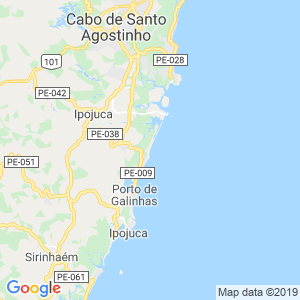 Cabo de Santo
Agostinho
PE-028
101
PE-042
Ipojuca
PE-038
PE-051
PE-009
Porto de
Galinhas
Ipojuca
Sirinhaém
PE-061
Google
Map data ©2019